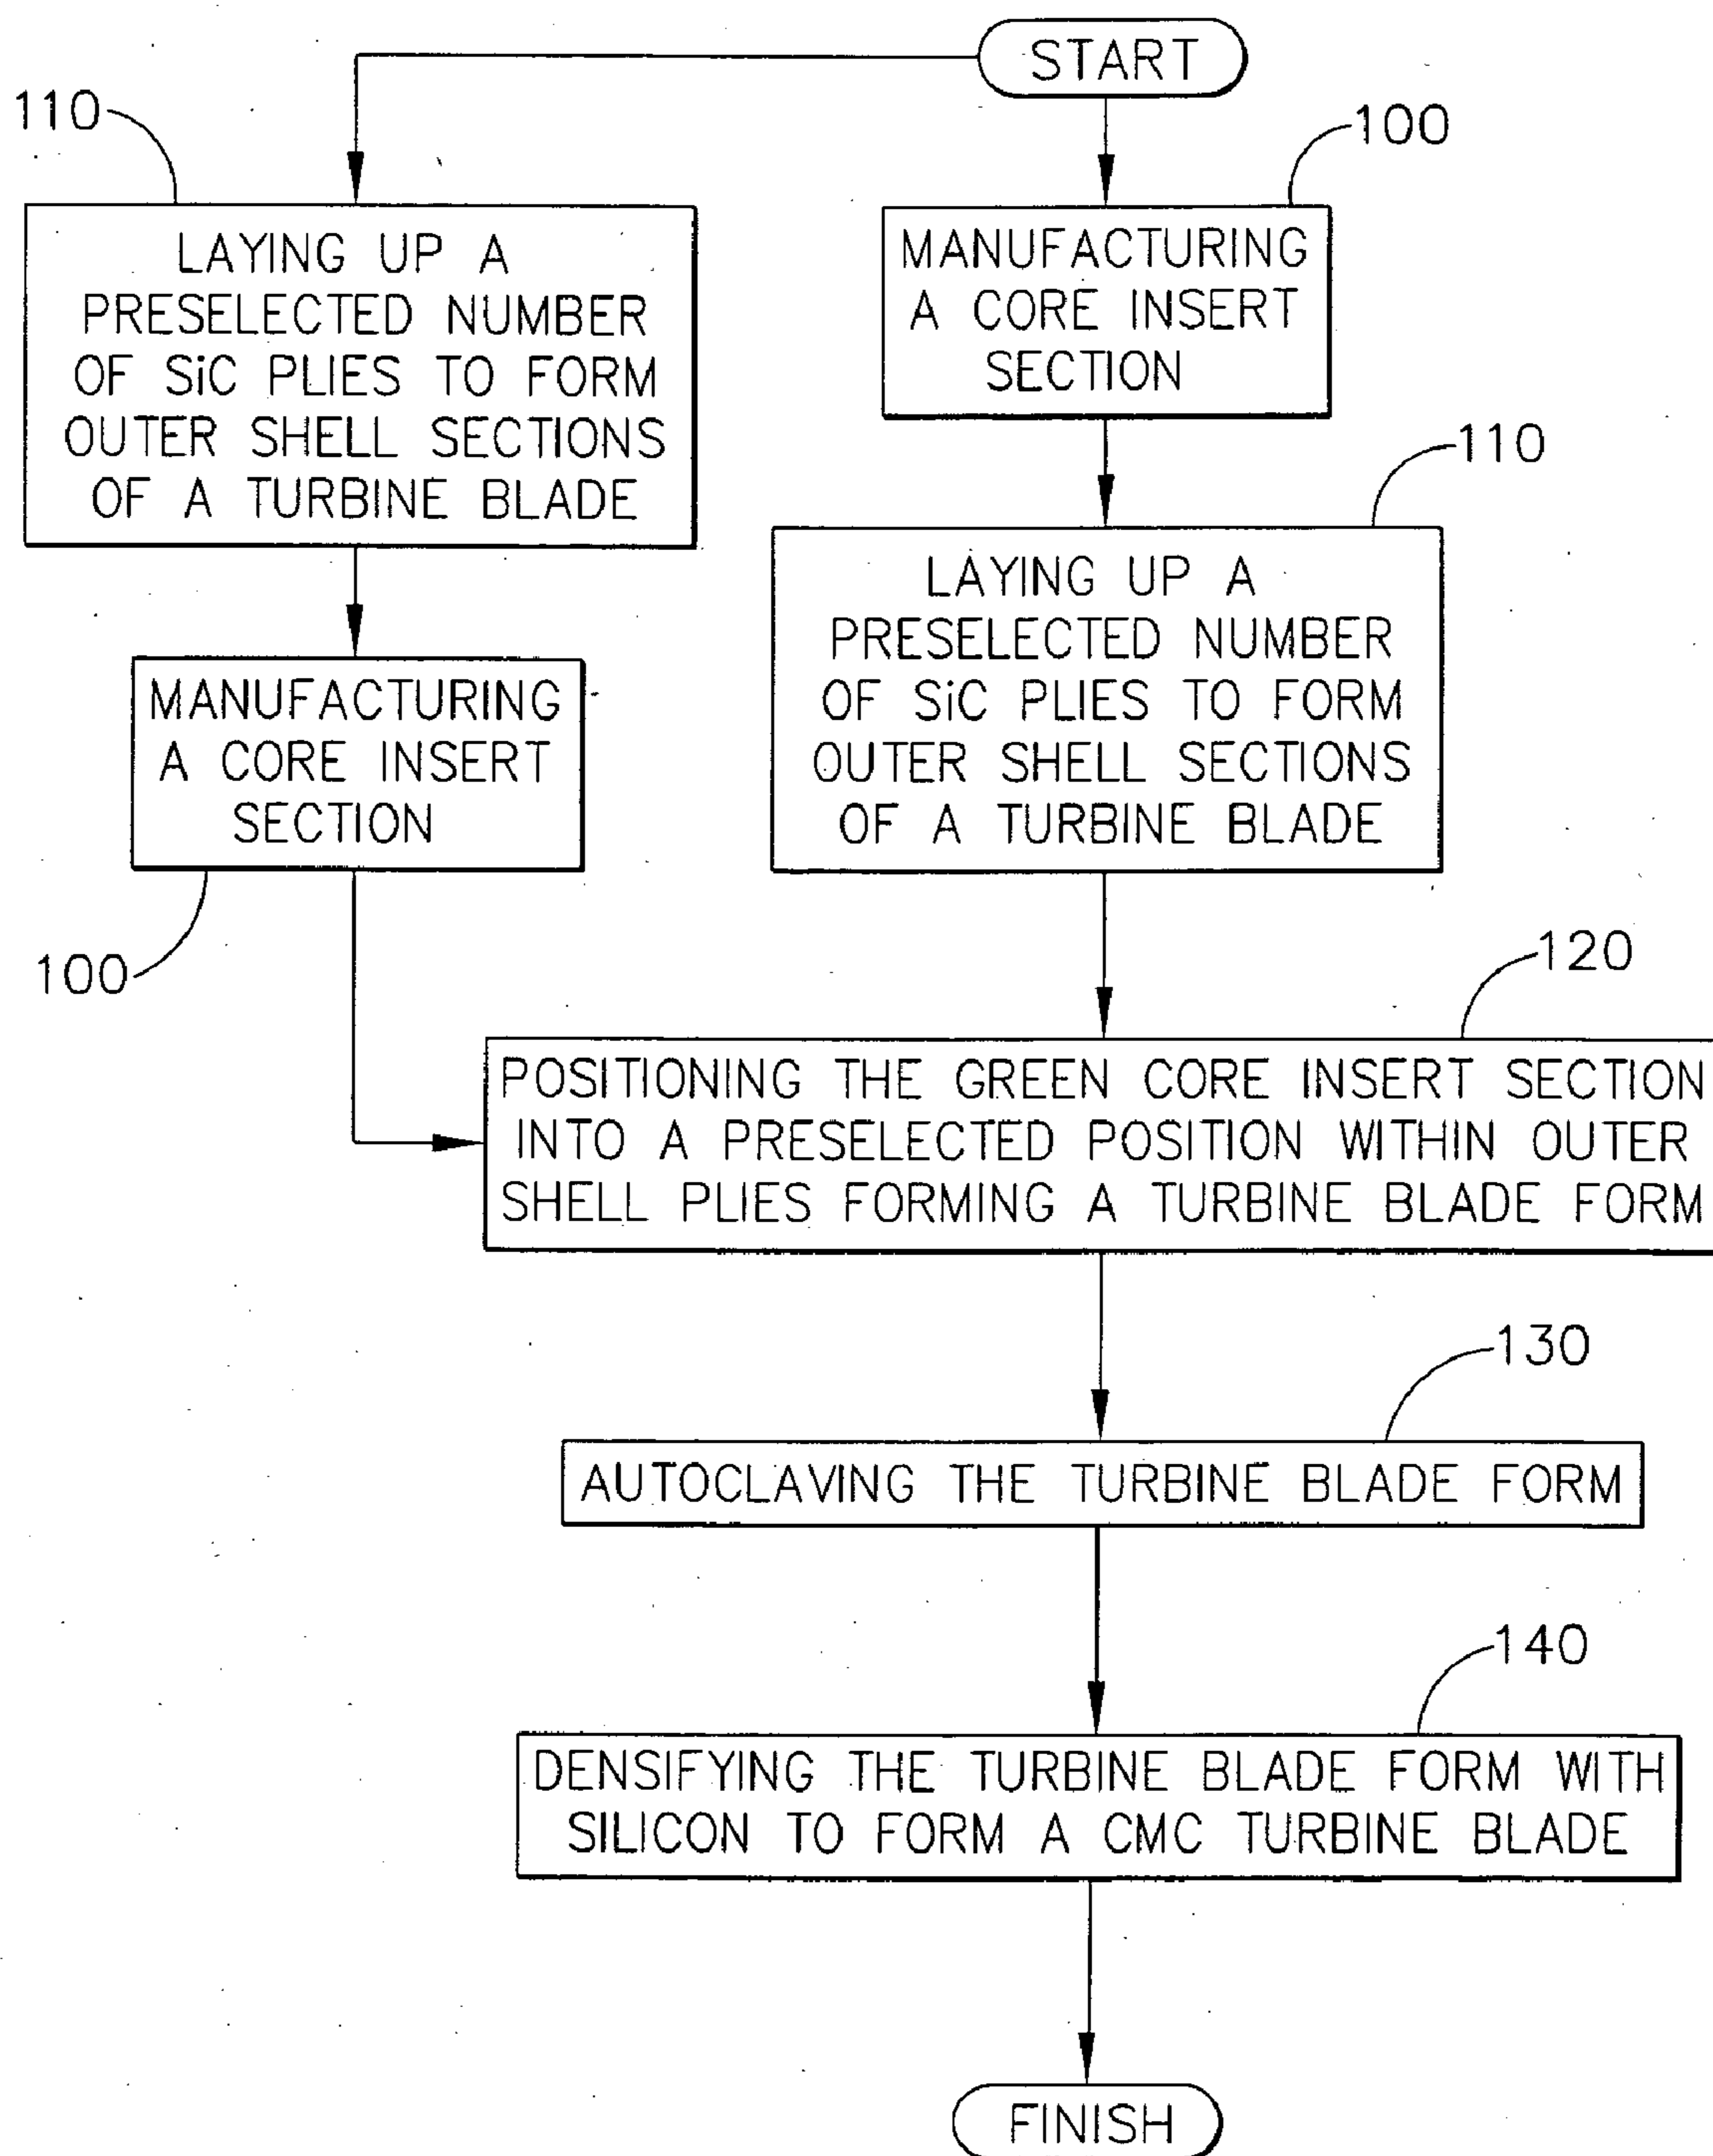 START
110
100
LAYING UP A
PRESELECTED NUMBER
OF SiC PLIES TO FORM
OUTER SHELL SECTIONS
OF A TURBINE BLADE
MANUFACTURING
A CORE INSERT
SECTION
110
MANUFACTURING
A CORE INSERT
SECTION
100
LAYING UP A
PRESELECTED NUMBER
OF SiC PLIES TO FORM
OUTER SHELL SECTIONS
OF A TURBINE BLADE
120
POSITIONING THE GREEN CORE INSERT SECTION
INTO A PRESELECTED POSITION WITHIN OUTER
SHELL PLIES FORMING A TURBINE BLADE FORM
130
AUTOCLAVING THE TURBINE BLADE FORM
140
DENSIFYING THE TURBINE BLADE FORM WITH
SILICON TO FORM A CMC TURBINE BLADE
FINISH